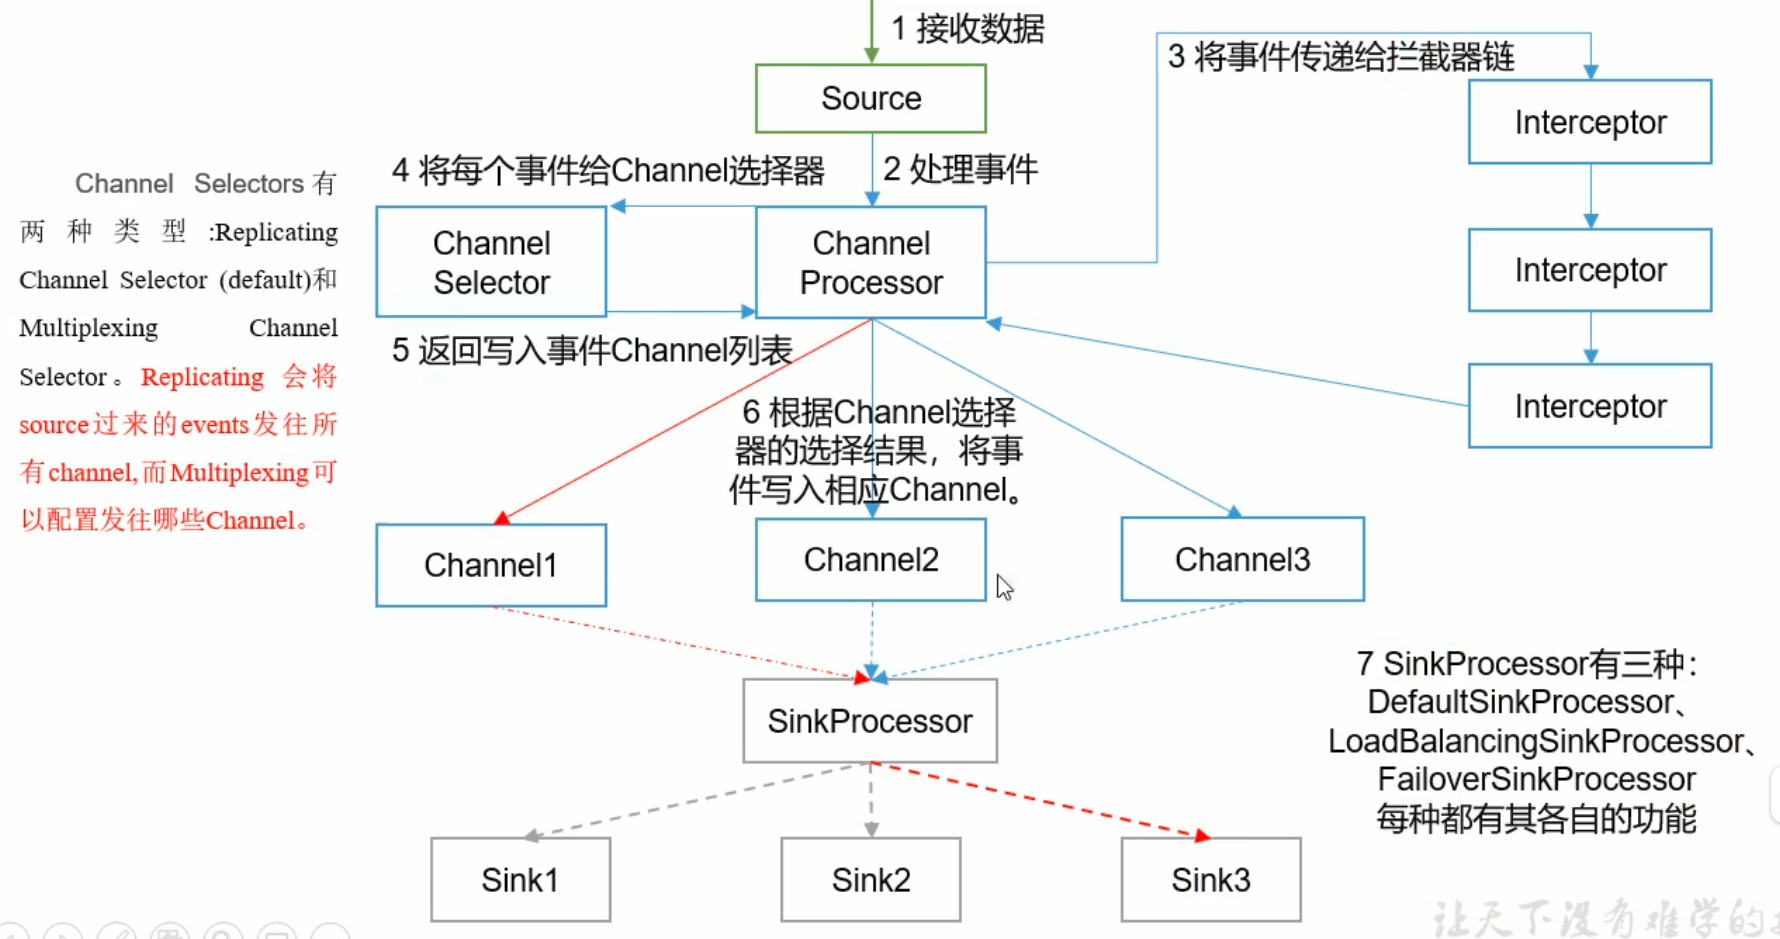 1 接收数据
3 将事件传递给拦截器链
Source
Interceptor
4 将每个事件给Channel选择器
2 处理事件
Channel Selectors 有
两 种 类 型 :Replicating
Channel Selector (default)和
Multiplexing Channel
Selector。Replicating 会将
source过来的events发往所
有channel,而Multiplexing可
以配置发往哪些Channel。
Channel
Selector
Channel
Processor
Interceptor
5 返回写入事件Channel列表
Interceptor
6 根据Channel选择
器的选择结果，将事
件写入相应Channel。
Channel1
Channel2
Channel3
7 SinkProcessor有三种：
DefaultSinkProcessor、
LoadBalancingSinkProcessor、
FailoverSinkProcessor
每种都有其各自的功能
SinkProcessor
Sink1
Sink2
Sink3
让天下没有难学的